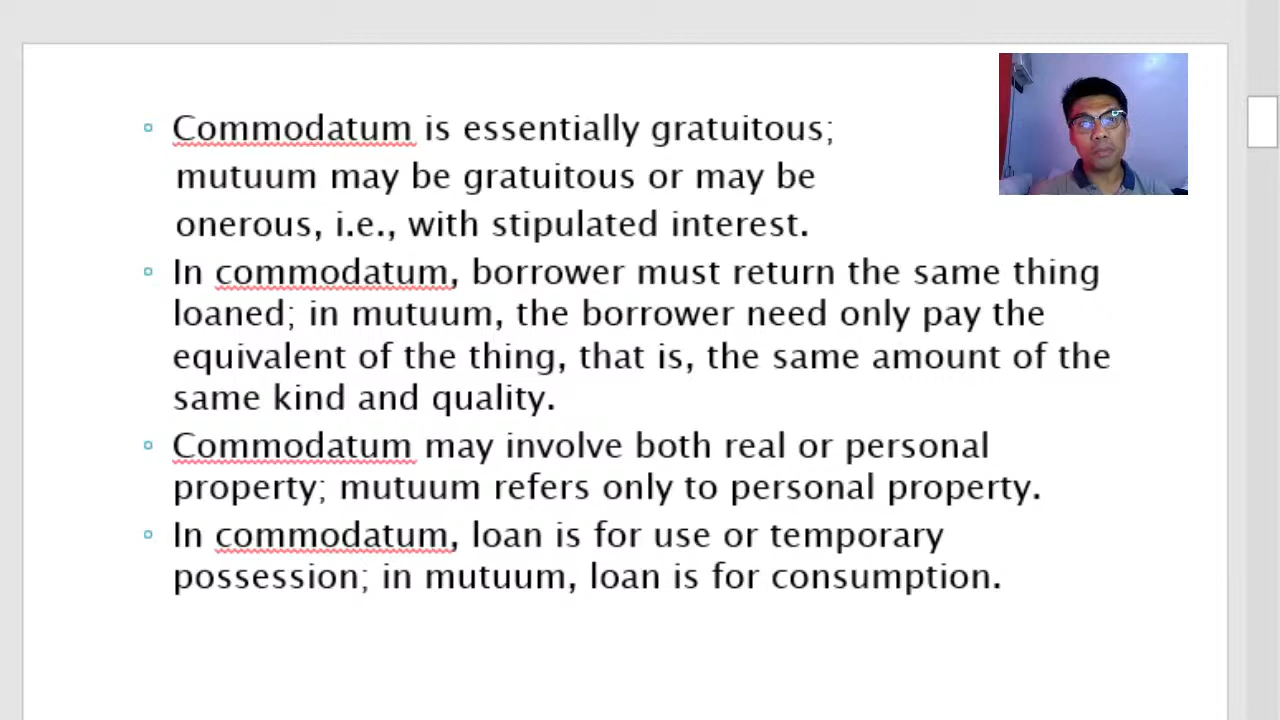 Commodatum is essentially gratuitous;
mutuum may be gratuitous or may be
onerous, i.e., with stipulated interest.
In commodatum, borrower must return the same thing
loaned; in mutuum, the borrower need only pay the
equivalent of the thing, that is, the same amount of the
same kind and quality.
Commodatum may involve both real or personal
property; mutuum refers only to personal property.
In commodatum, loan is for use or temporary
possession; in mutuum, loan is for consumption.